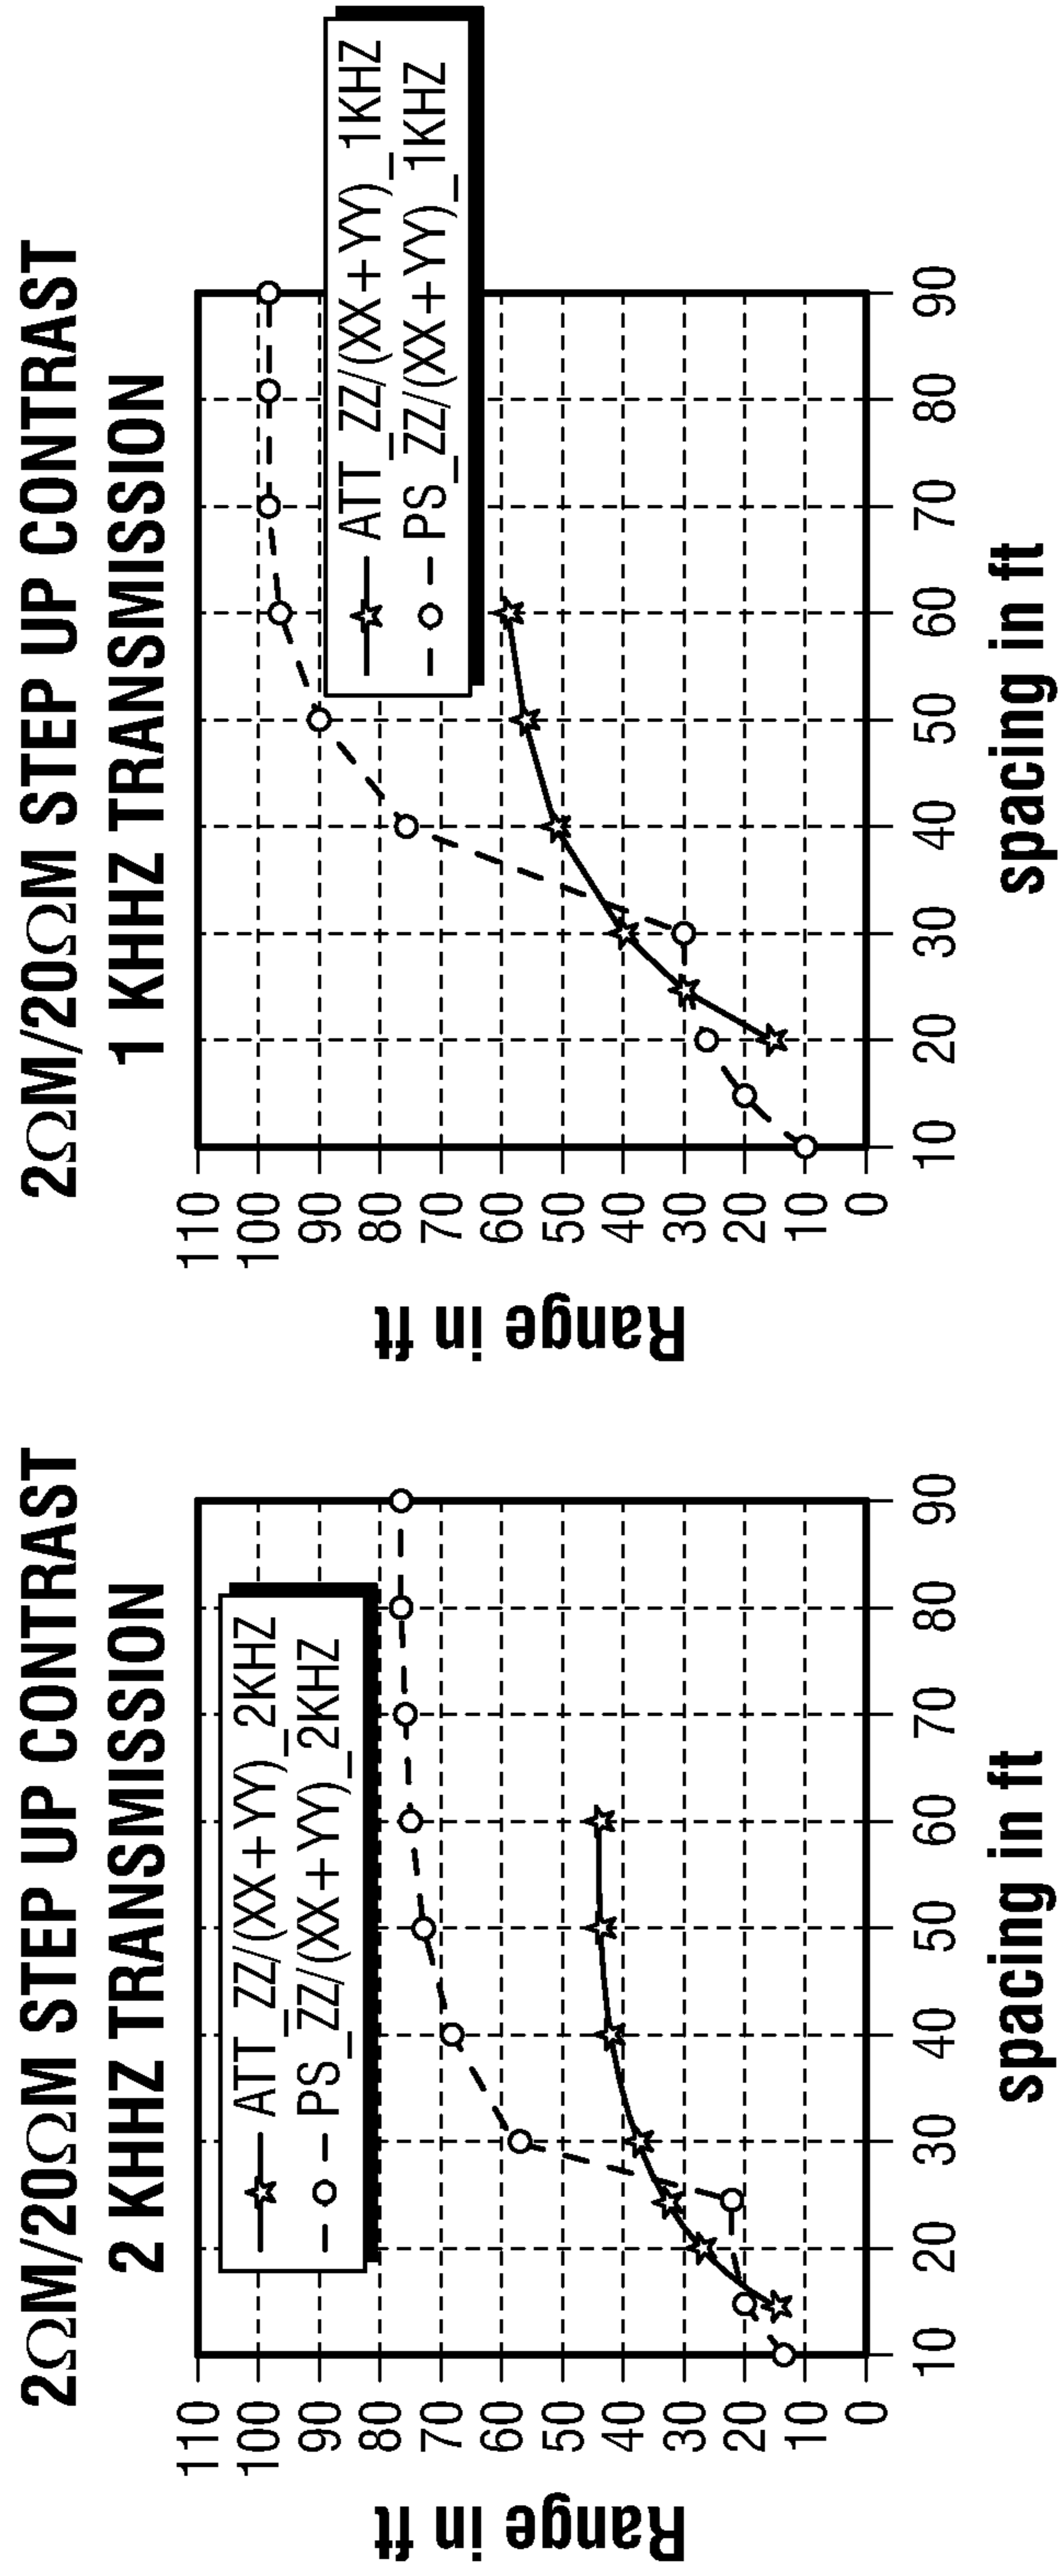 2ΩM/20ΩM STEP UP CONTRAST
2 KHHZ TRANSMISSION
ATT_ZZ/(XX+YY)_2KHZ
PS_ZZ/(XX+YY)_2KHZ
Range in ft
110
100
90
80
70
60
50
40
30
20
10
0
10 20 30 40 50 60 70 80 90
spacing in ft
2ΩM/20ΩM STEP UP CONTRAST
1 KHHZ TRANSMISSION
ATT_ZZ/(XX+YY)_1KHZ
PS_ZZ/(XX+YY)_1KHZ
Range in ft
110
100
90
80
70
60
50
40
30
20
10
0
10 20 30 40 50 60 70 80 90
spacing in ft